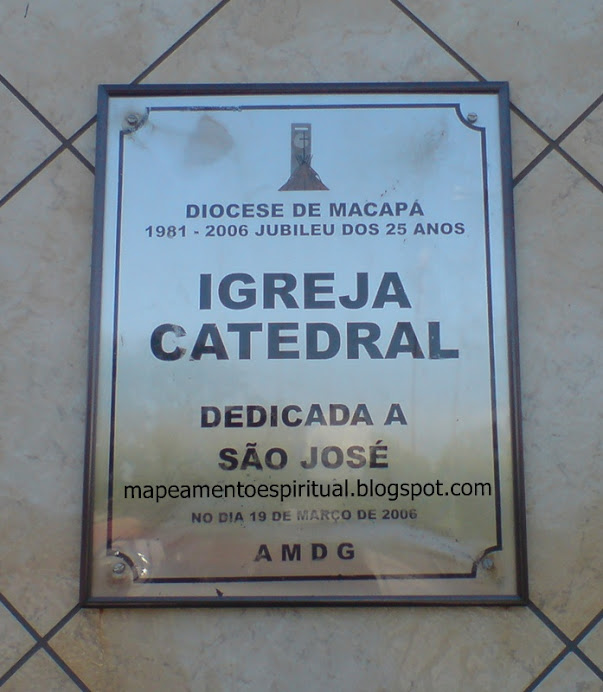 DIOCESE DE MACAPÁ
1981 - 2006 JUBILEU DOS 25 ANOS
IGREJA
CATEDRAL
DEDICADA A
SÃO JOSÉ
mapeamentoespiritual.blogspot.com
NO DIA 19 DE MARÇO DE 2006
A M D G